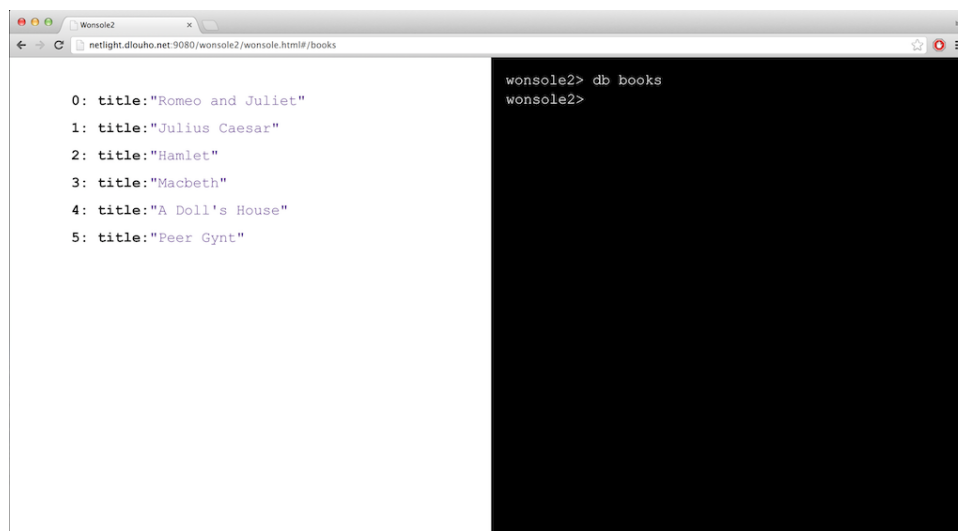 Wonsole2
netlight.dlouho.net:9080/wonsole2/wonsole.html#/books
0: title:"Romeo and Juliet"
1: title:"Julius Caesar"
2: title:"Hamlet"
3: title:"Macbeth"
4: title:"A Doll's House"
5: title:"Peer Gynt"
wonsole2> db books
wonsole2>